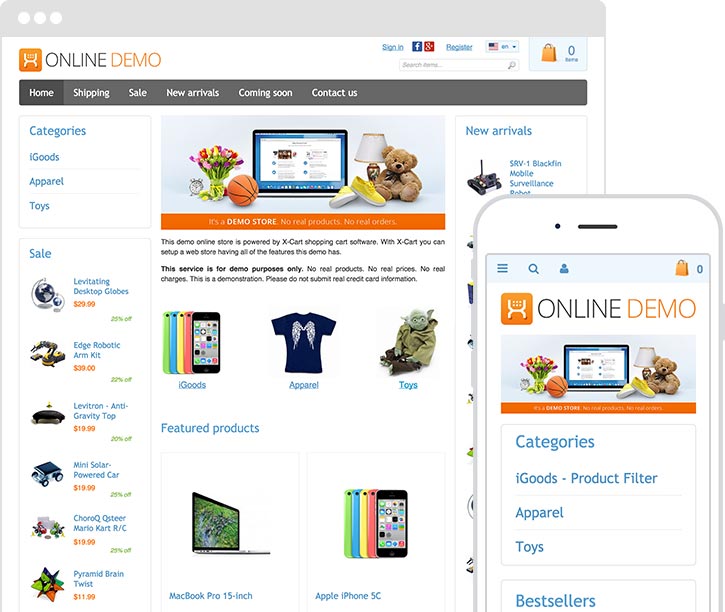 Sign in
Register
en
ONLINE DEMO
Search items...
0
items
Home
Shipping
Sale
New arrivals
Coming soon
Contact us
Categories
iGoods
Apparel
Toys
Sale
Levitating
Desktop Globes
$29.99
25% off
Edge Robotic
Arm Kit
$39.00
22% off
Levitron - Anti-
Gravity Top
$19.99
20% off
Mini Solar-
Powered Car
$19.99
25% off
ChoroQ Qsteer
Mario Kart R/C
$19.99
25% off
Pyramid Brain
Twist
$11.99
It's a DEMO STORE. No real products. No real orders.
This demo online store is powered by X-Cart shopping cart software. With X-Cart you can
setup a web store having all of the features this demo has.
This service is for demo purposes only. No real products. No real prices. No real
charges. This is a demonstration. Please do not submit real credit card information.
iGoods
Apparel
Toys
Featured products
MacBook Pro 15-inch
Apple iPhone 5C
New arrivals
SRV-1 Blackfin
Mobile
Surveillance
Robot
0
ONLINE DEMO
It's a DEMO STORE. No real products. No real orders.
Categories
iGoods - Product Filter
Apparel
Toys
Bestsellers